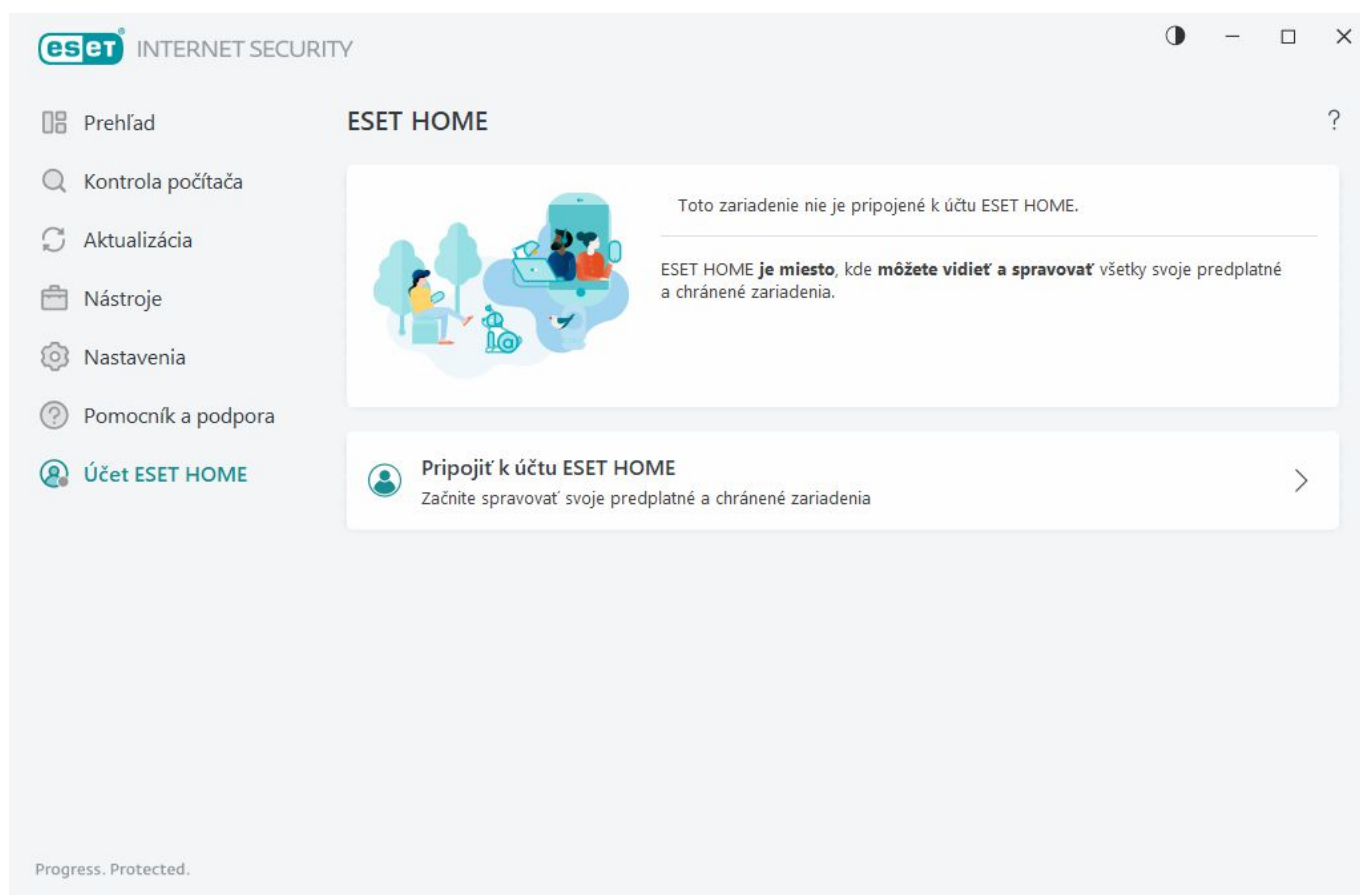 eset® INTERNET SECURITY
Prehľad
Kontrola počítača
Aktualizácia
Nástroje
Nastavenia
Pomocník a podpora
Účet ESET HOME
ESET HOME
?
Toto zariadenie nie je pripojené k účtu ESET HOME.
ESET HOME je miesto, kde môžete vidieť a spravovať všetky svoje predplatné
a chránené zariadenia.
Pripojiť k účtu ESET HOME
Začnite spravovať svoje predplatné a chránené zariadenia
Progress. Protected.